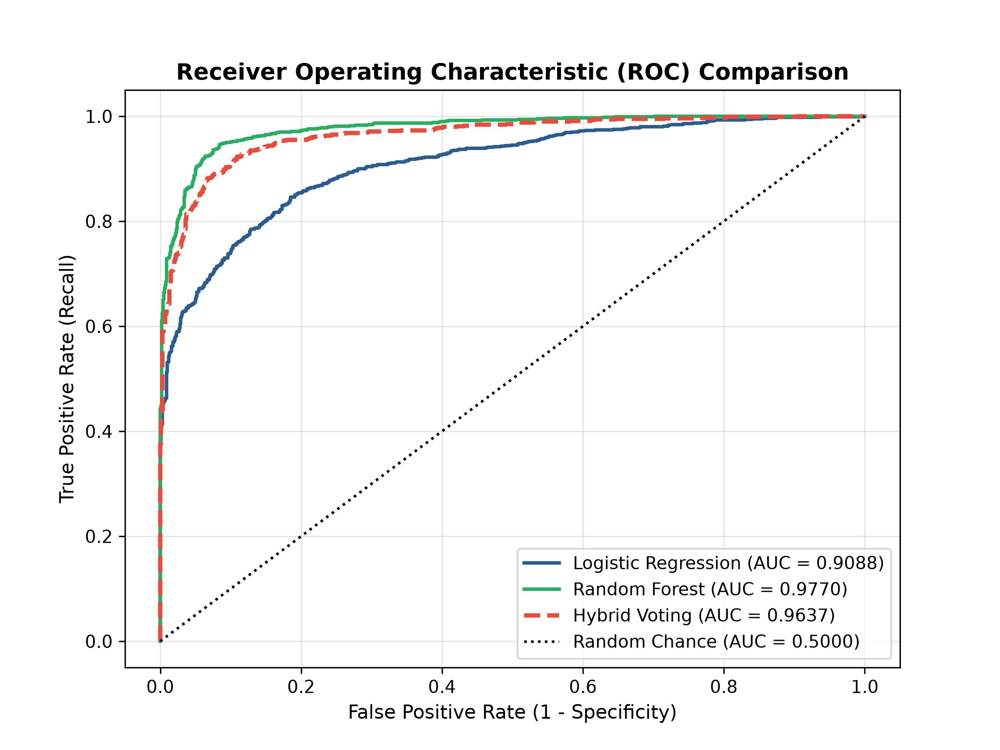 Receiver Operating Characteristic (ROC) Comparison
True Positive Rate (Recall)
1.0
0.8
0.6
0.4
0.2
0.0
Logistic Regression (AUC = 0.9088)
Random Forest (AUC = 0.9770)
Hybrid Voting (AUC = 0.9637)
Random Chance (AUC = 0.5000)
0.0 0.2 0.4 0.6 0.8 1.0
False Positive Rate (1 - Specificity)